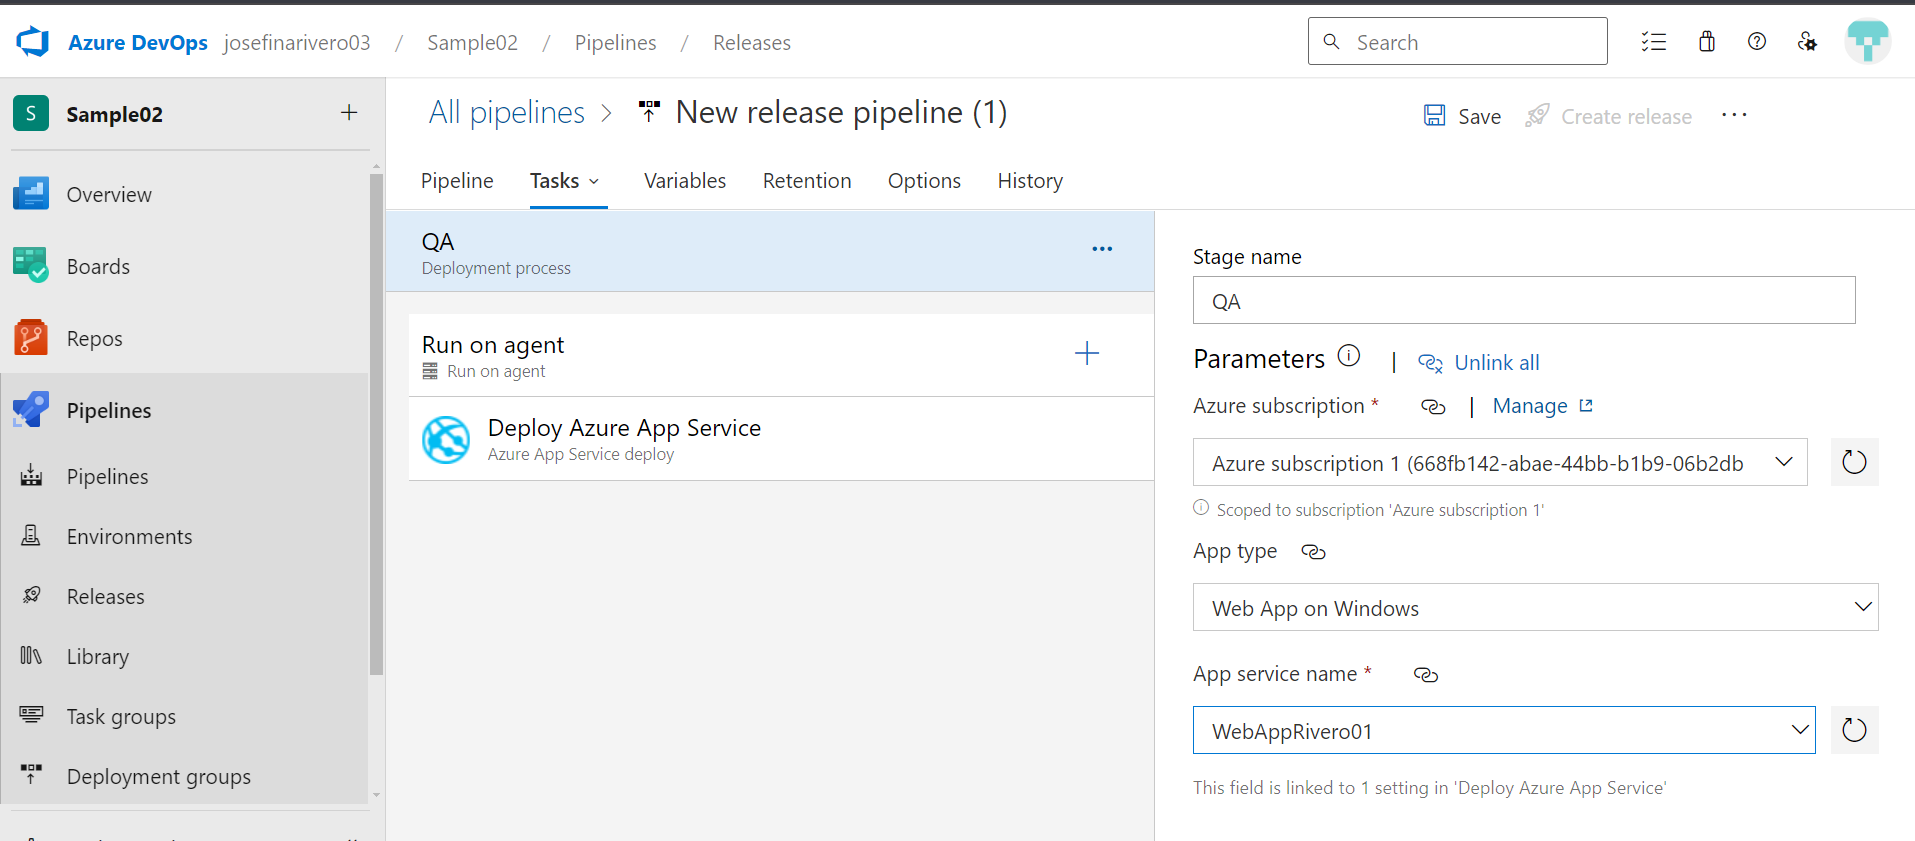 Azure DevOps josefinarivero03 / Sample02 / Pipelines / Releases
Search
S Sample02 +
Overview
Boards
Repos
Pipelines
Pipelines
Environments
Releases
Library
Task groups
Deployment groups
All pipelines > New release pipeline (1)
Save Create release ...
Pipeline Tasks Variables Retention Options History
QA
Deployment process
...
Run on agent
Run on agent
Deploy Azure App Service
Azure App Service deploy
Stage name
QA
Parameters | Unlink all
Azure subscription * | Manage
Azure subscription 1 (668fb142-abae-44bb-b1b9-06b2db
Scoped to subscription 'Azure subscription 1'
App type
Web App on Windows
App service name *
WebAppRivero01
This field is linked to 1 setting in 'Deploy Azure App Service'